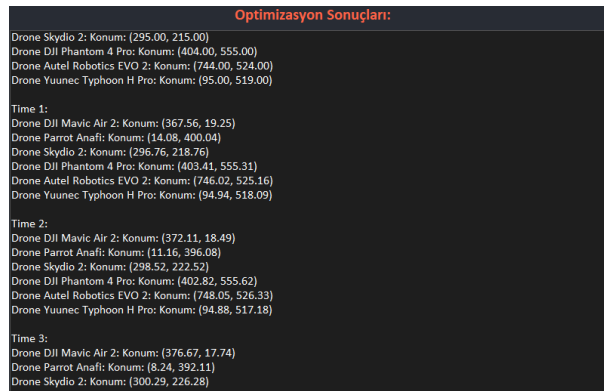 Optimizasyon Sonuçları:
Drone Skydio 2: Konum: (295.00, 215.00)
Drone DJI Phantom 4 Pro: Konum: (404.00, 555.00)
Drone Autel Robotics EVO 2: Konum: (744.00, 524.00)
Drone Yuunec Typhoon H Pro: Konum: (95.00, 519.00)
Time 1:
Drone DJI Mavic Air 2: Konum: (367.56, 19.25)
Drone Parrot Anafi: Konum: (14.08, 400.04)
Drone Skydio 2: Konum: (296.76, 218.76)
Drone DJI Phantom 4 Pro: Konum: (403.41, 555.31)
Drone Autel Robotics EVO 2: Konum: (746.02, 525.16)
Drone Yuunec Typhoon H Pro: Konum: (94.94, 518.09)
Time 2:
Drone DJI Mavic Air 2: Konum: (372.11, 18.49)
Drone Parrot Anafi: Konum: (11.16, 396.08)
Drone Skydio 2: Konum: (298.52, 222.52)
Drone DJI Phantom 4 Pro: Konum: (402.82, 555.62)
Drone Autel Robotics EVO 2: Konum: (748.05, 526.33)
Drone Yuunec Typhoon H Pro: Konum: (94.88, 517.18)
Time 3:
Drone DJI Mavic Air 2: Konum: (376.67, 17.74)
Drone Parrot Anafi: Konum: (8.24, 392.11)
Drone Skydio 2: Konum: (300.29, 226.28)